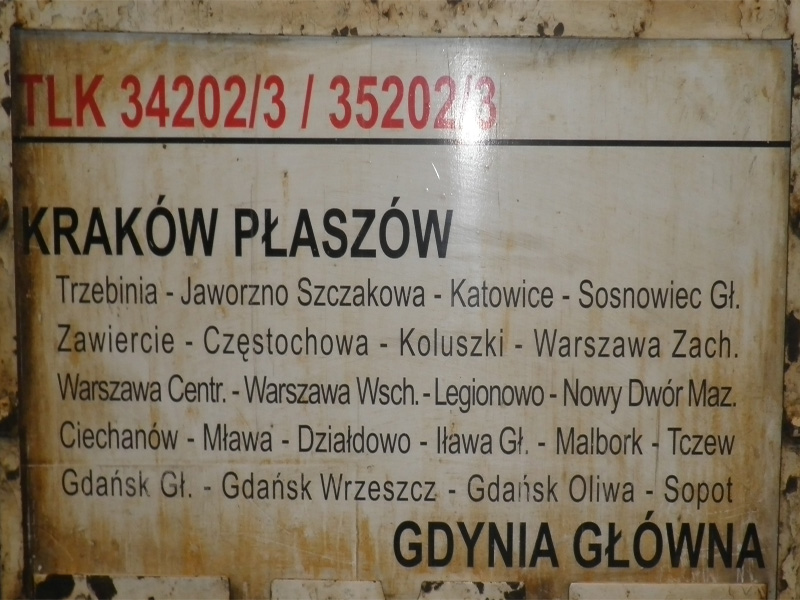 TLK 34202/3 / 35202/3
KRAKÓW PŁASZÓW
Trzebinia - Jaworzno Szczakowa - Katowice - Sosnowiec Gł.
Zawiercie - Częstochowa - Koluszki - Warszawa Zach.
Warszawa Centr. - Warszawa Wsch. - Legionowo - Nowy Dwór Maz.
Ciechanów - Mława - Działdowo - Iława Gł. - Malbork - Tczew
Gdańsk Gł. - Gdańsk Wrzeszcz - Gdańsk Oliwa - Sopot
GDYNIA GŁÓWNA